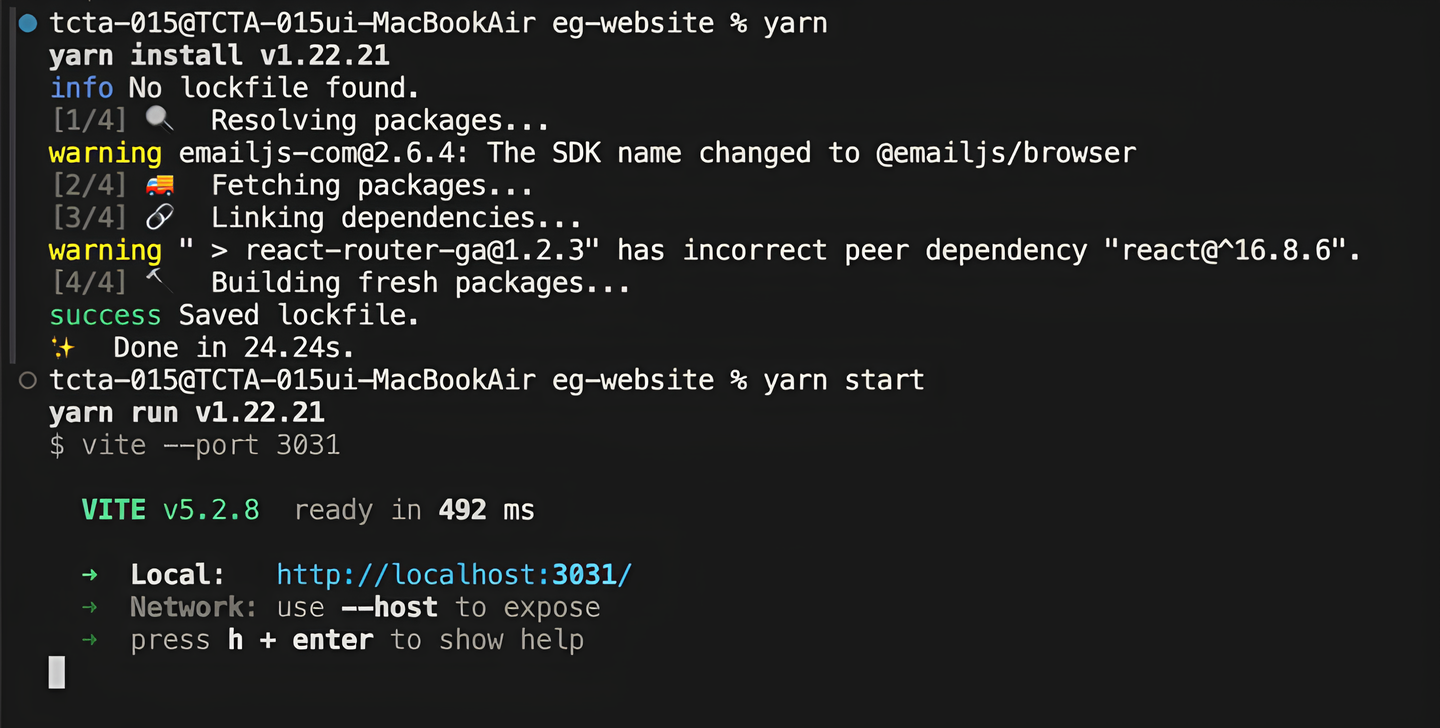 tcta-015@TCTA-015ui-MacBookAir eg-website % yarn
yarn install v1.22.21
info No lockfile found.
[1/4] 🔍  Resolving packages...
warning emailjs-com@2.6.4: The SDK name changed to @emailjs/browser
[2/4] 🚚  Fetching packages...
[3/4] 🔗  Linking dependencies...
warning " > react-router-ga@1.2.3" has incorrect peer dependency "react@^16.8.6".
[4/4] 🔨  Building fresh packages...
success Saved lockfile.
✨  Done in 24.24s.
tcta-015@TCTA-015ui-MacBookAir eg-website % yarn start
yarn run v1.22.21
$ vite --port 3031
VITE v5.2.8  ready in 492 ms
➜  Local:   http://localhost:3031/
➜  Network: use --host to expose
➜  press h + enter to show help